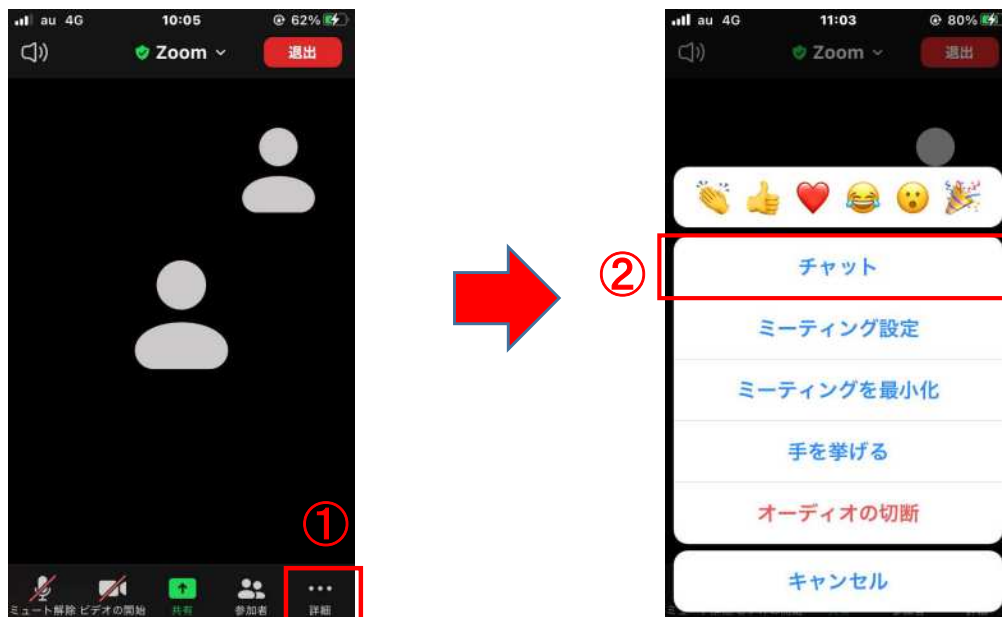 au 4G 10:05 62%
Zoom
退出
①
ミュート解除 ビデオの開始 共有 参加者 詳細
au 4G 11:03 80%
Zoom
退出
②
チャット
ミーティング設定
ミーティングを最小化
手を挙げる
オーディオの切断
キャンセル